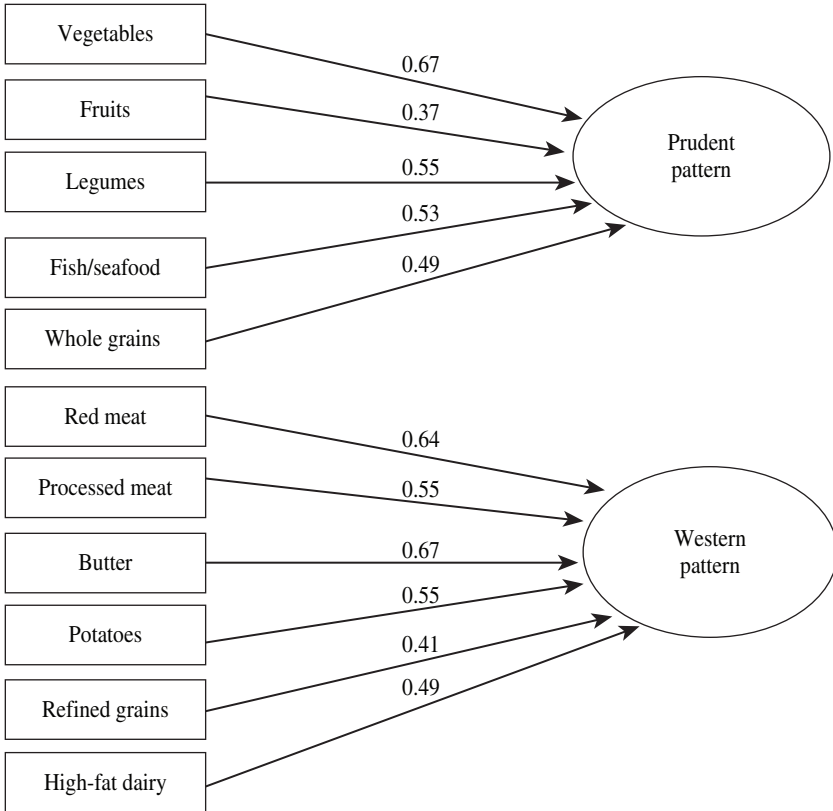 Vegetables
0.67
Fruits
0.37
Prudent
pattern
Legumes
0.55
Fish/seafood
0.53
Whole grains
0.49
Red meat
0.64
Processed meat
0.55
Butter
0.67
Western
pattern
Potatoes
0.55
Refined grains
0.41
High-fat dairy
0.49